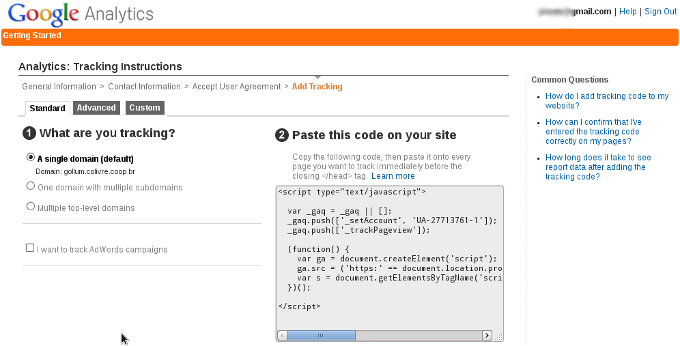 Google Analytics
gmail.com | Help | Sign Out
Getting Started
Analytics: Tracking Instructions
General Information > Contact Information > Accept User Agreement > Add Tracking
Standard Advanced Custom
1 What are you tracking?
A single domain (default)
Domain: gollum.colivre.coop.br
One domain with multiple subdomains
Multiple top-level domains
I want to track AdWords campaigns
2 Paste this code on your site
Copy the following code, then paste it onto every
page you want to track immediately before the
closing </head> tag. Learn more
<script type="text/javascript">
var _gaq = _gaq || [];
_gaq.push(['_setAccount', 'UA-27713761-1']);
_gaq.push(['_trackPageview']);
(function() {
var ga = document.createElement('script');
ga.src = ('https:' == document.location.pro
var s = document.getElementsByTagName('scri
})();
</script>
Common Questions
How do I add tracking code to my
website?
How can I confirm that I've
entered the tracking code
correctly on my pages?
How long does it take to see
report data after adding the
tracking code?